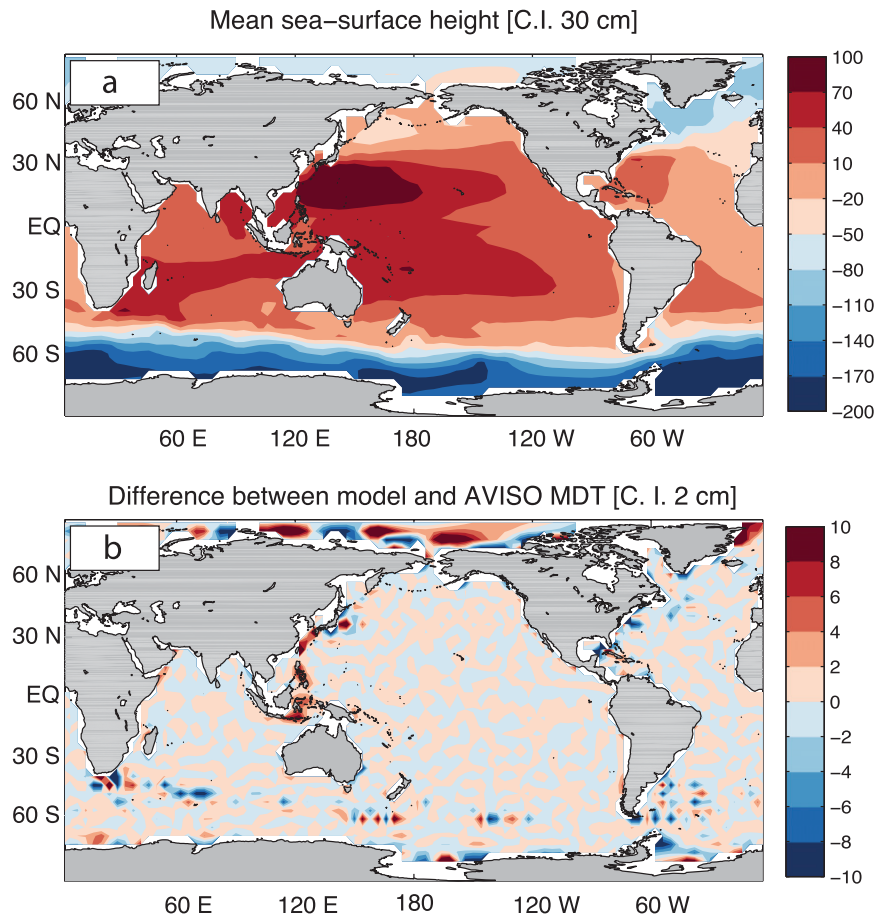 Mean sea−surface height [C.I. 30 cm]
a
60 N
30 N
EQ
30 S
60 S
60 E
120 E
180
120 W
60 W
100
70
40
10
−20
−50
−80
−110
−140
−170
−200
Difference between model and AVISO MDT [C. I. 2 cm]
b
60 N
30 N
EQ
30 S
60 S
60 E
120 E
180
120 W
60 W
10
8
6
4
2
0
−2
−4
−6
−8
−10